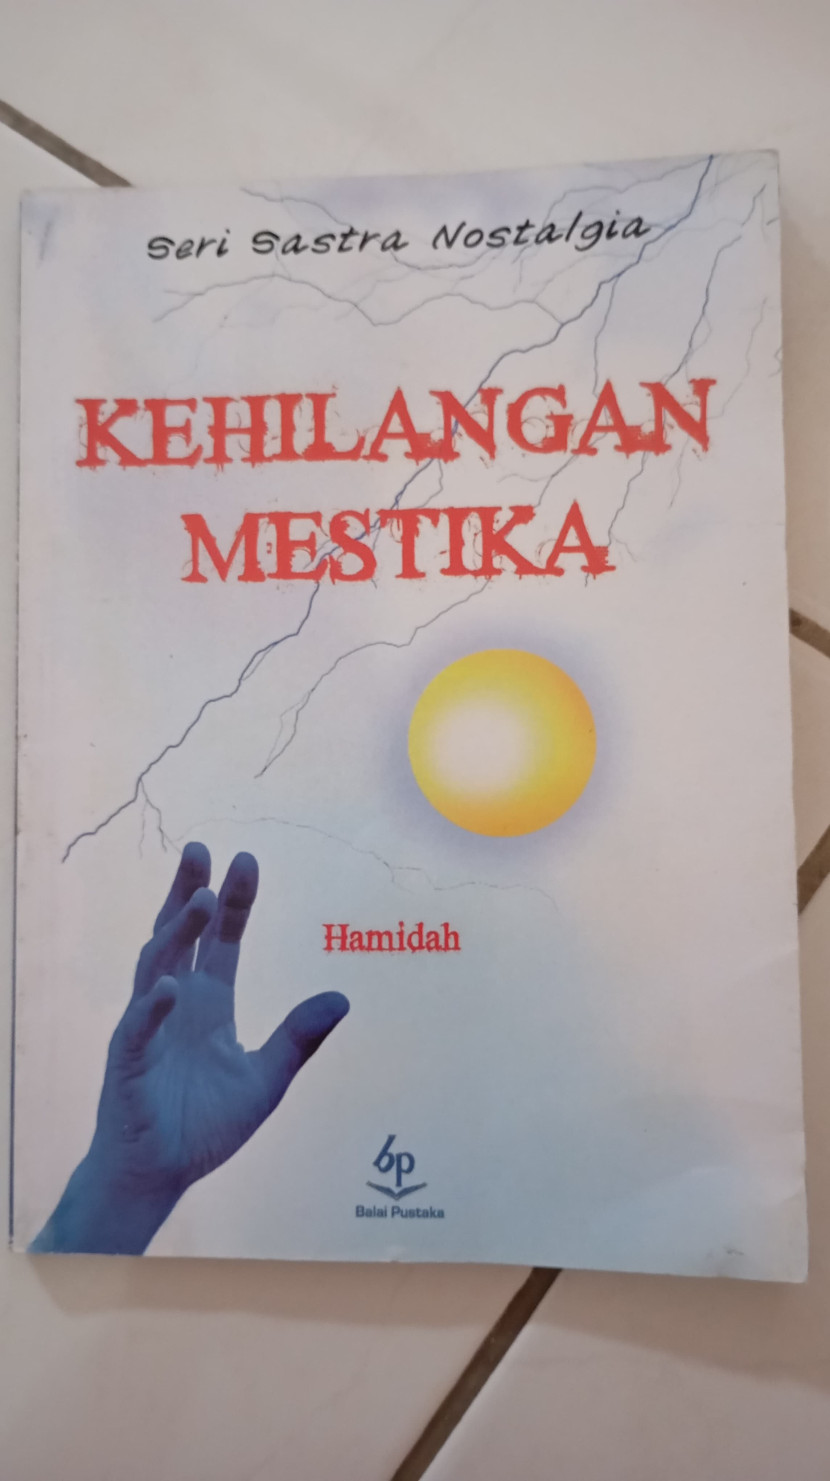 Seri Sastra Nostalgia
KEHILANGAN
MESTIKA
Hamidah
bp
Balai Pustaka